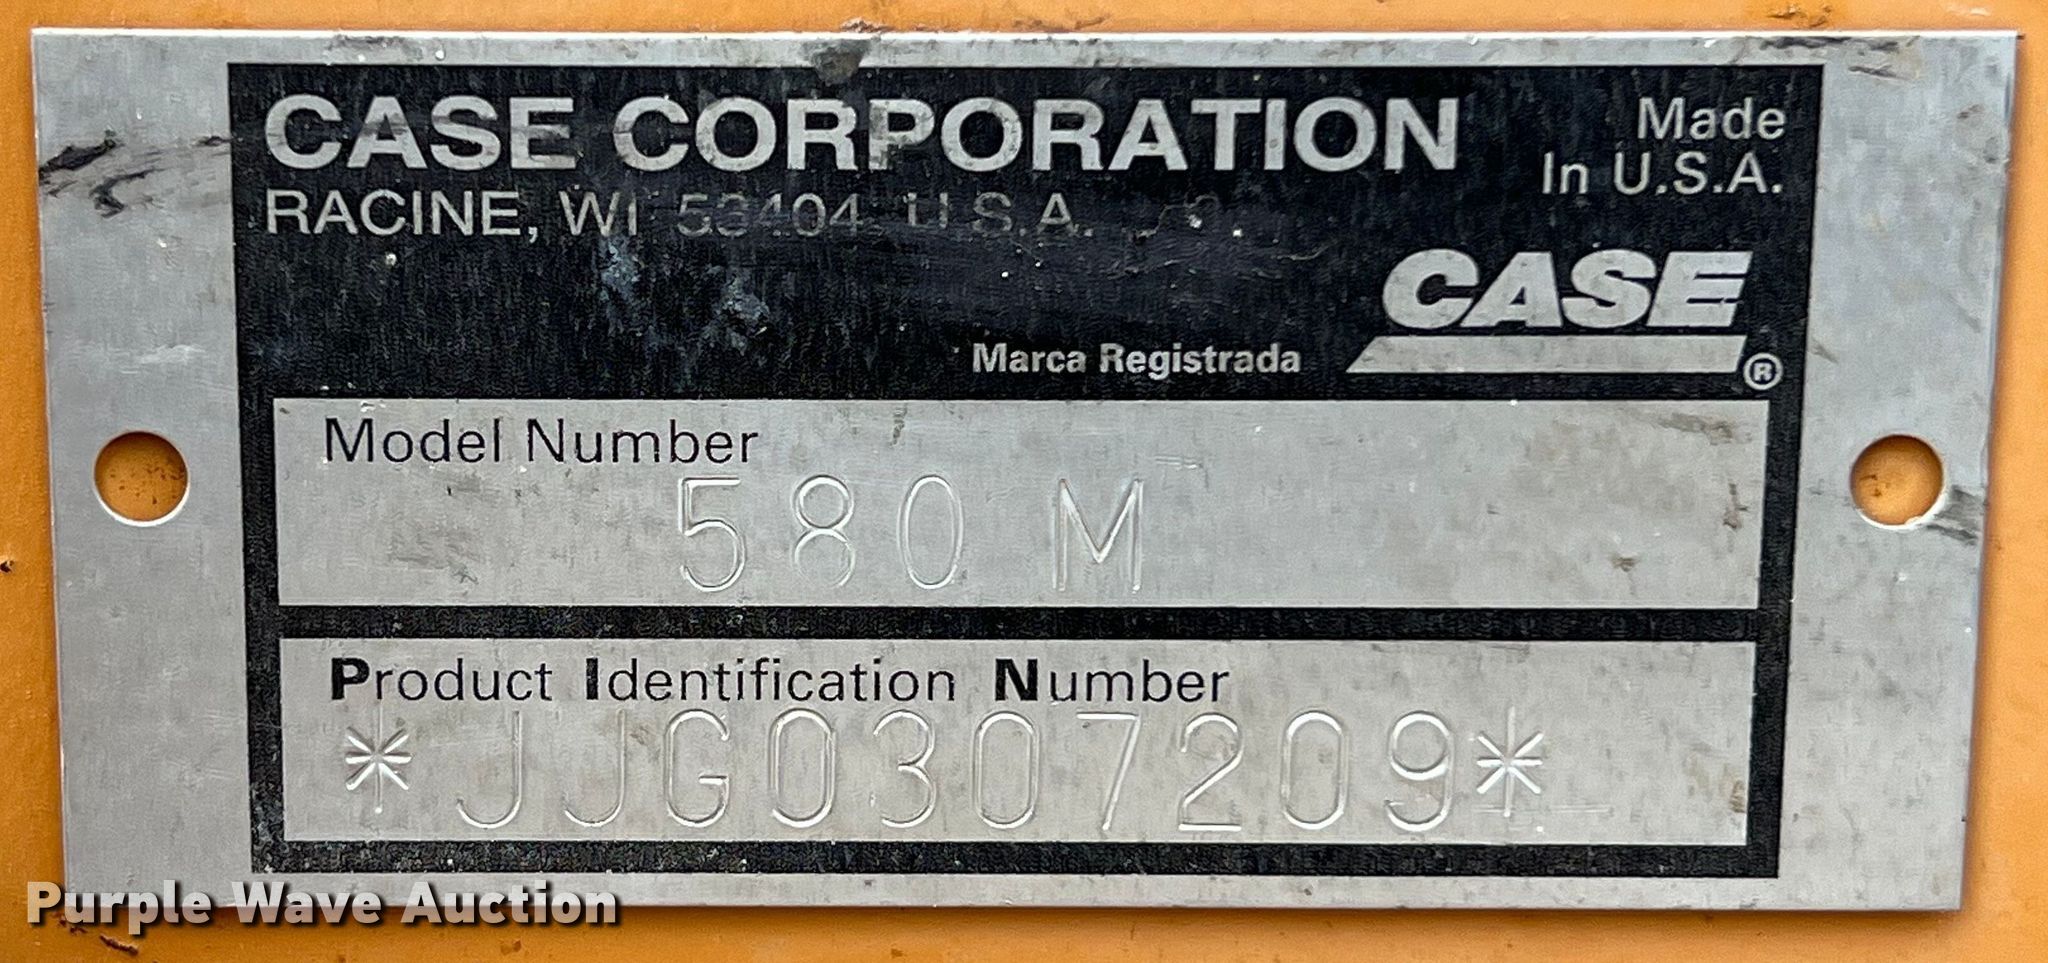 CASE CORPORATION
RACINE, WI 53404 U.S.A.
Made
In U.S.A.
CASE
Marca Registrada
®
Model Number
580 M
Product Identification Number
*JJG0307209*
Purple Wave Auction